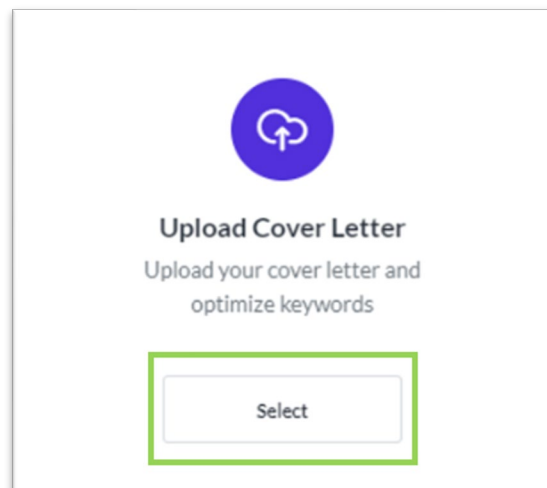 Upload Cover Letter
Upload your cover letter and
optimize keywords
Select